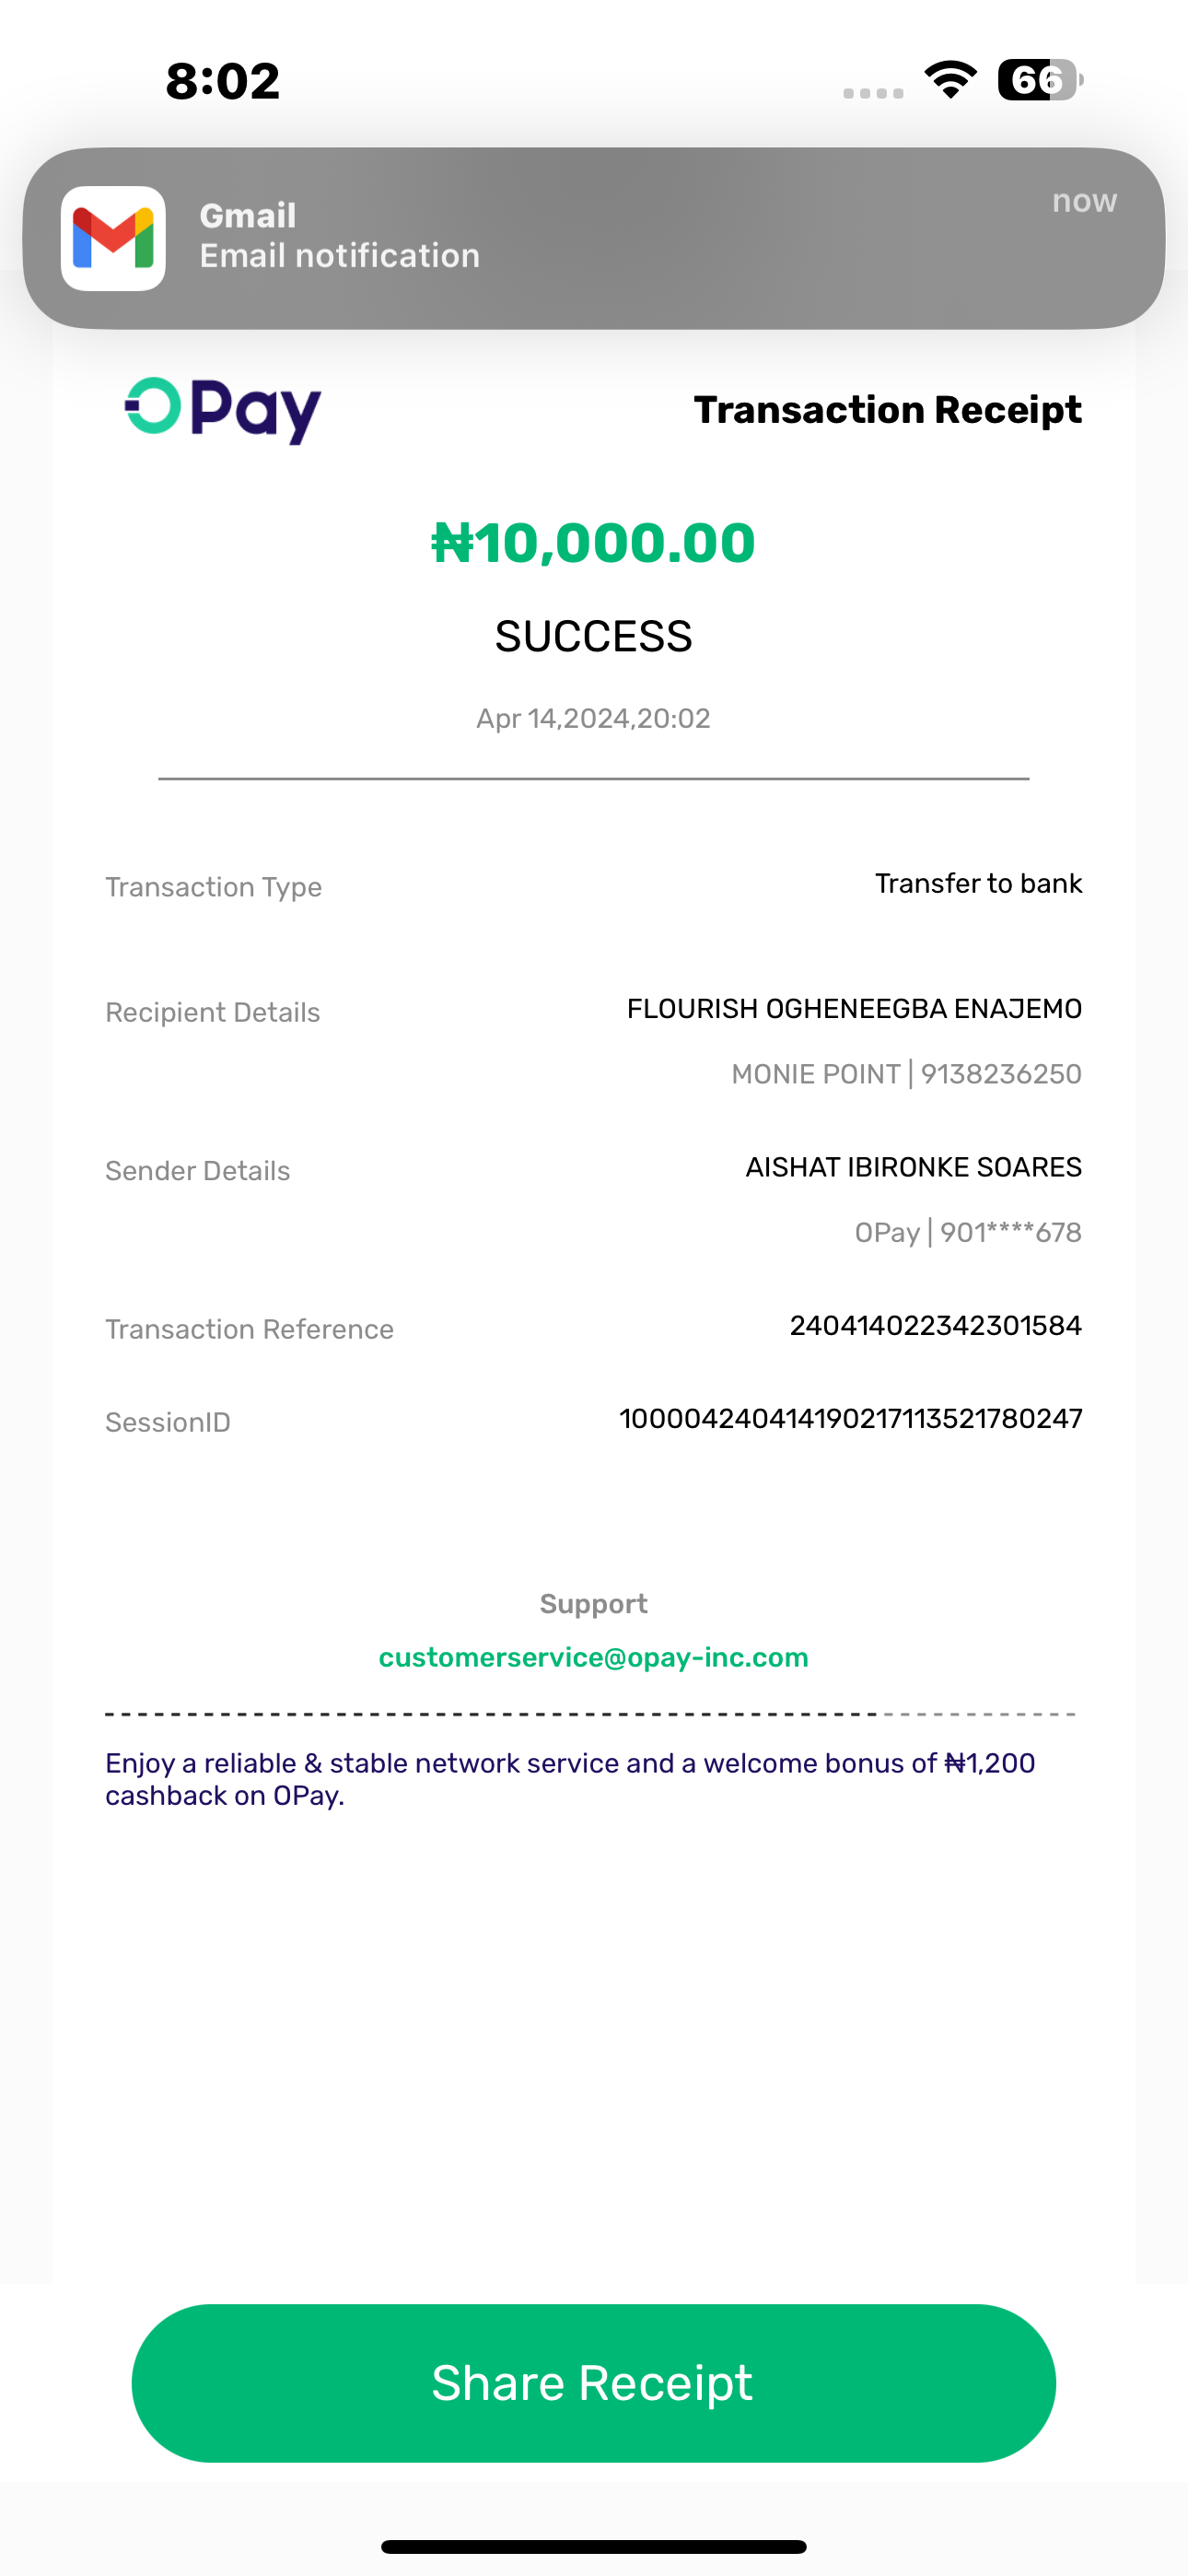 8:02
66
Gmail
now
Email notification
OPay
Transaction Receipt
₦10,000.00
SUCCESS
Apr 14,2024,20:02
Transaction Type
Transfer to bank
Recipient Details
FLOURISH OGHENEEGBA ENAJEMO
MONIE POINT | 9138236250
Sender Details
AISHAT IBIRONKE SOARES
OPay | 901****678
Transaction Reference
240414022342301584
SessionID
100004240414190217113521780247
Support
customerservice@opay-inc.com
Enjoy a reliable & stable network service and a welcome bonus of ₦1,200
cashback on OPay.
Share Receipt